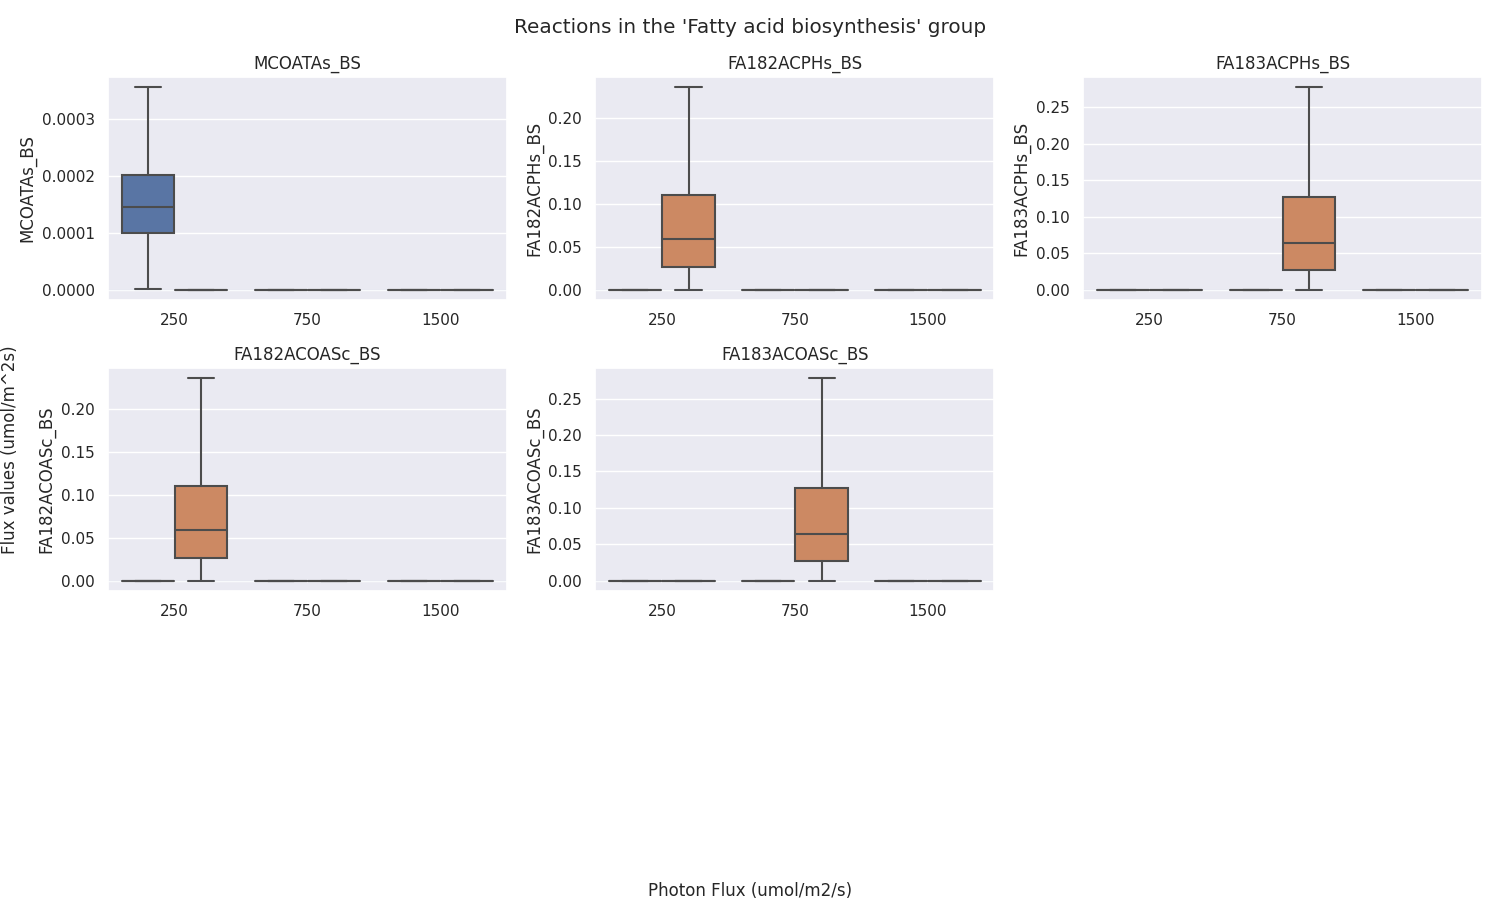 Reactions in the 'Fatty acid biosynthesis' group
MCOATAs_BS
MCOATAs_BS
0.0003
0.0002
0.0001
0.0000
250 750 1500
FA182ACPHs_BS
FA182ACPHs_BS
0.20
0.15
0.10
0.05
0.00
250 750 1500
FA183ACPHs_BS
FA183ACPHs_BS
0.25
0.20
0.15
0.10
0.05
0.00
250 750 1500
Flux values (umol/m^2s)
FA182ACOASc_BS
FA182ACOASc_BS
0.20
0.15
0.10
0.05
0.00
250 750 1500
FA183ACOASc_BS
FA183ACOASc_BS
0.25
0.20
0.15
0.10
0.05
0.00
250 750 1500
Photon Flux (umol/m2/s)